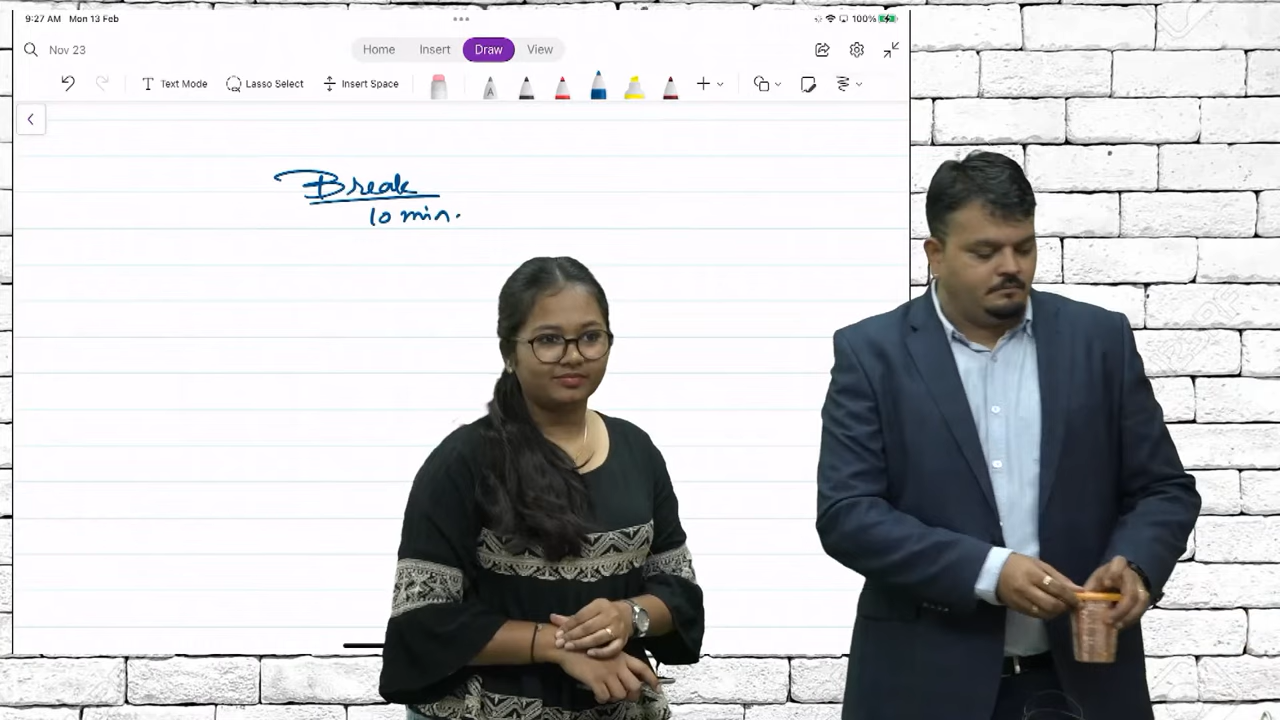 9:27 AM Mon 13 Feb
100%
Nov 23
Home Insert Draw View
Text Mode Lasso Select Insert Space
A
Break
10 min.